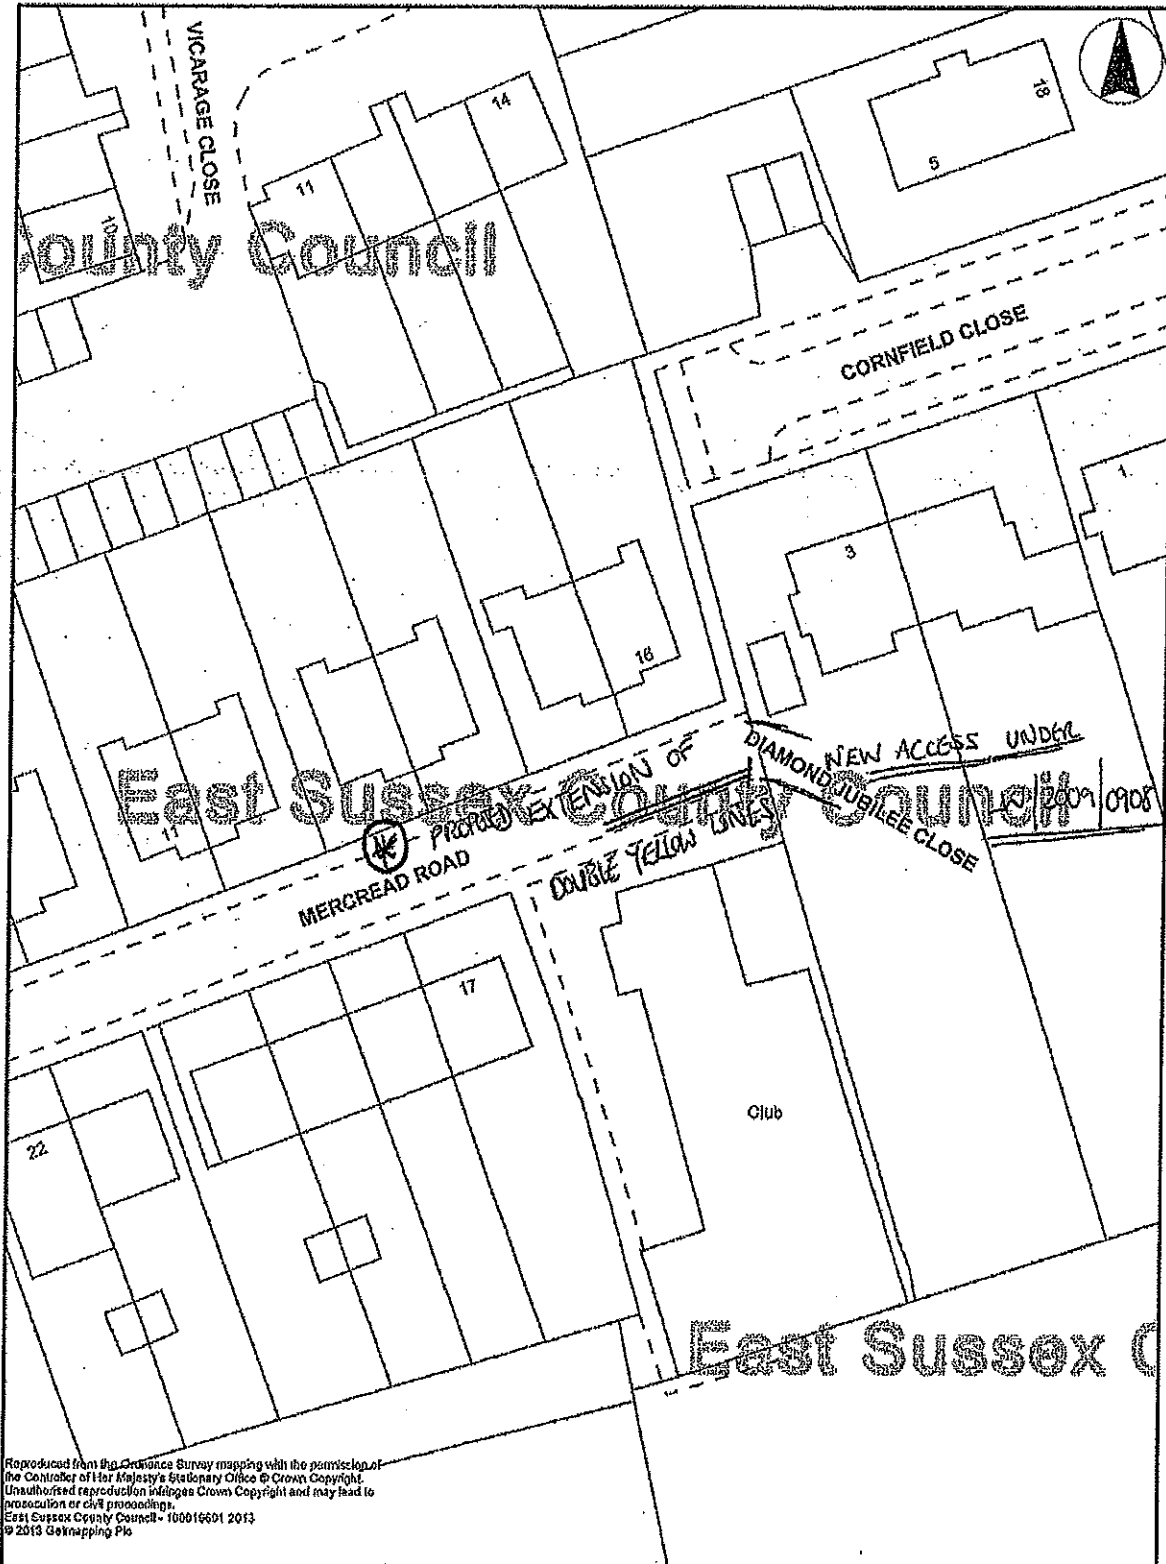 VICARAGE CLOSE
14
18
5
11
10
County Council
CORNFIELD CLOSE
1
3
16
NEW ACCESS UNDER
DIAMOND JUBILEE CLOSE
PROPOSED EXTENSION OF
DOUBLE YELLOW LINES
East Sussex County Council
/2009/0908
11
MERCREAD ROAD
17
22
Club
East Sussex C
Reproduced from the Ordnance Survey mapping with the permission of
the Controller of Her Majesty's Stationary Office © Crown Copyright.
Unauthorised reproduction infringes Crown Copyright and may lead to
prosecution or civil proceedings.
East Sussex County Council - 100019601 2013
© 2013 Geknapping Plc